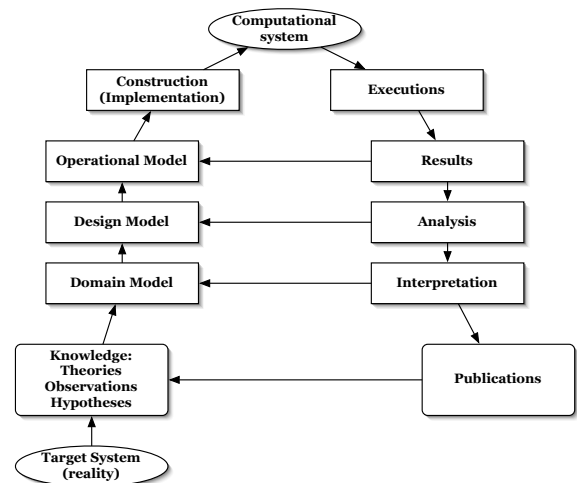 Computational
system
Construction
(Implementation)
Executions
Operational Model
Results
Design Model
Analysis
Domain Model
Interpretation
Knowledge:
Theories
Observations
Hypotheses
Publications
Target System
(reality)